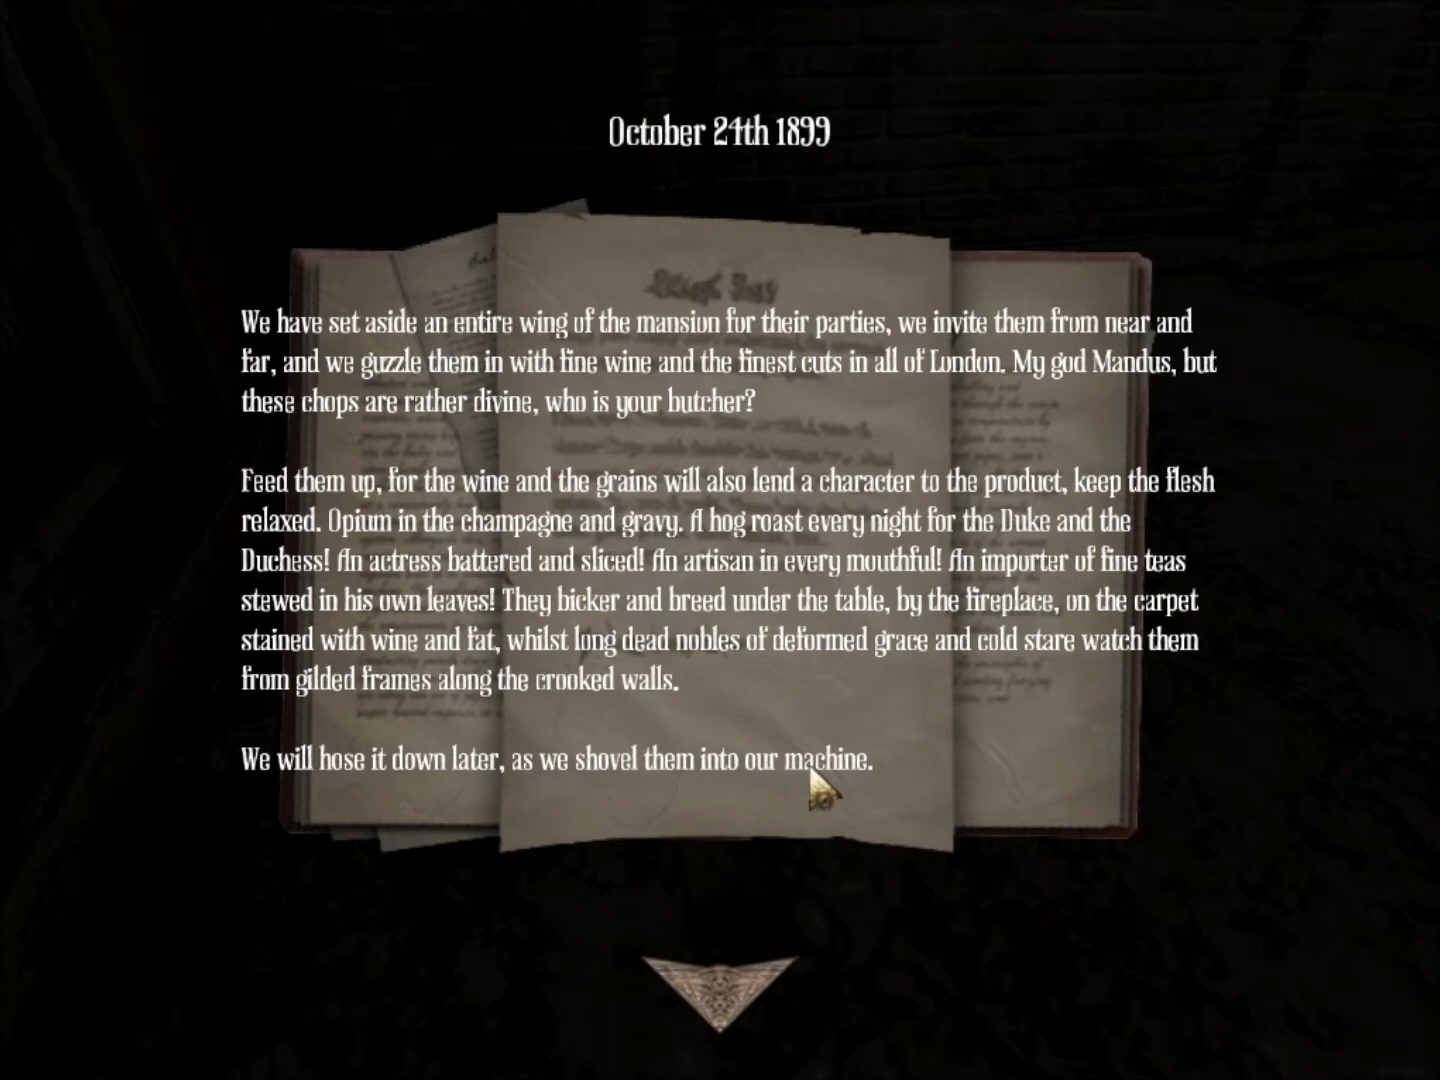 October 24th 1899
We have set aside an entire wing of the mansion for their parties, we invite them from near and
far, and we guzzle them in with fine wine and the finest cuts in all of London. My god Mandus, but
these chops are rather divine, who is your butcher?
Feed them up, for the wine and the grains will also lend a character to the product, keep the flesh
relaxed. Opium in the champagne and gravy. A hog roast every night for the Duke and the
Duchess! An actress battered and sliced! An artisan in every mouthful! An importer of fine teas
stewed in his own leaves! They bicker and breed under the table, by the fireplace, on the carpet
stained with wine and fat, whilst long dead nobles of deformed grace and cold stare watch them
from gilded frames along the crooked walls.
We will hose it down later, as we shovel them into our machine.